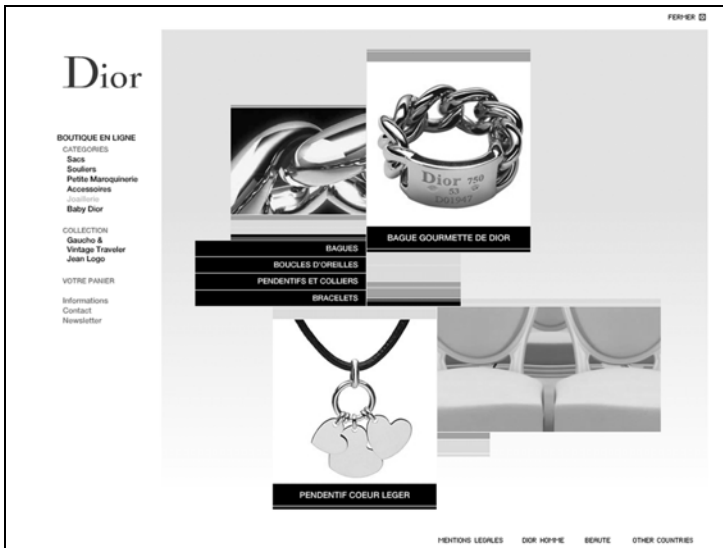 FERMER
Dior
BOUTIQUE EN LIGNE
CATEGORIES
Sacs
Souliers
Petite Maroquinerie
Accessoires
Joaillerie
Baby Dior
COLLECTION
Gaucho &
Vintage Traveler
Jean Logo
VOTRE PANIER
Informations
Contact
Newsletter
Dior 750
53
D01947
BAGUE GOURMETTE DE DIOR
BAGUES
BOUCLES D'OREILLES
PENDENTIFS ET COLLIERS
BRACELETS
PENDENTIF COEUR LEGER
MENTIONS LEGALES DIOR HOMME BEAUTE OTHER COUNTRIES